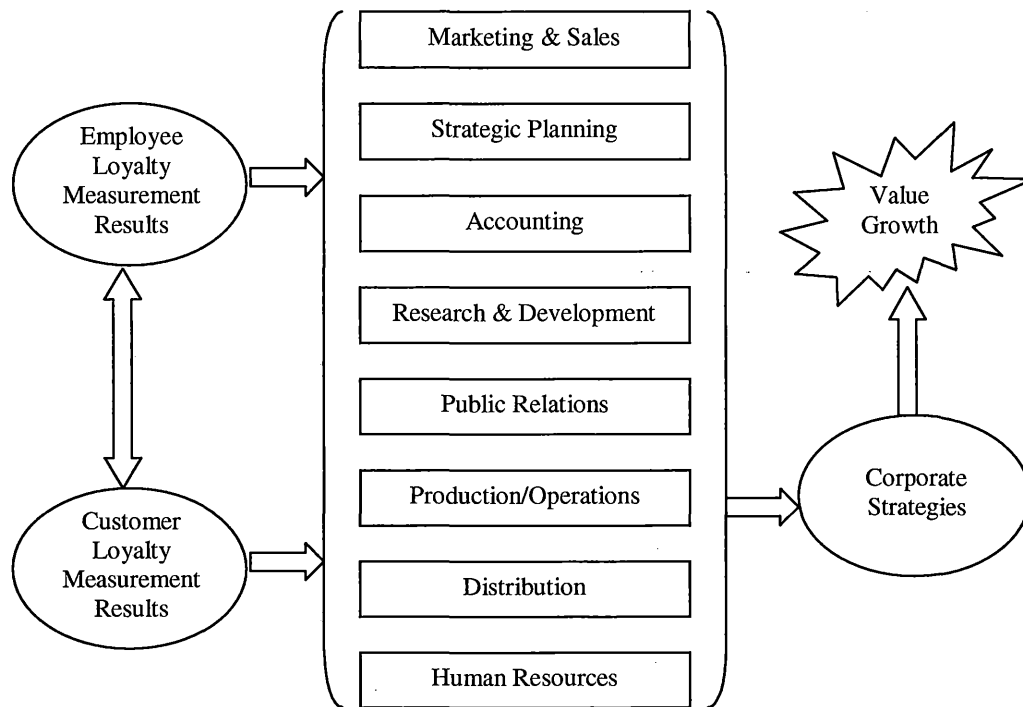 Marketing & Sales
Employee
Loyalty
Measurement
Results
Strategic Planning
Accounting
Value
Growth
Research & Development
Public Relations
Production/Operations
Corporate
Strategies
Customer
Loyalty
Measurement
Results
Distribution
Human Resources